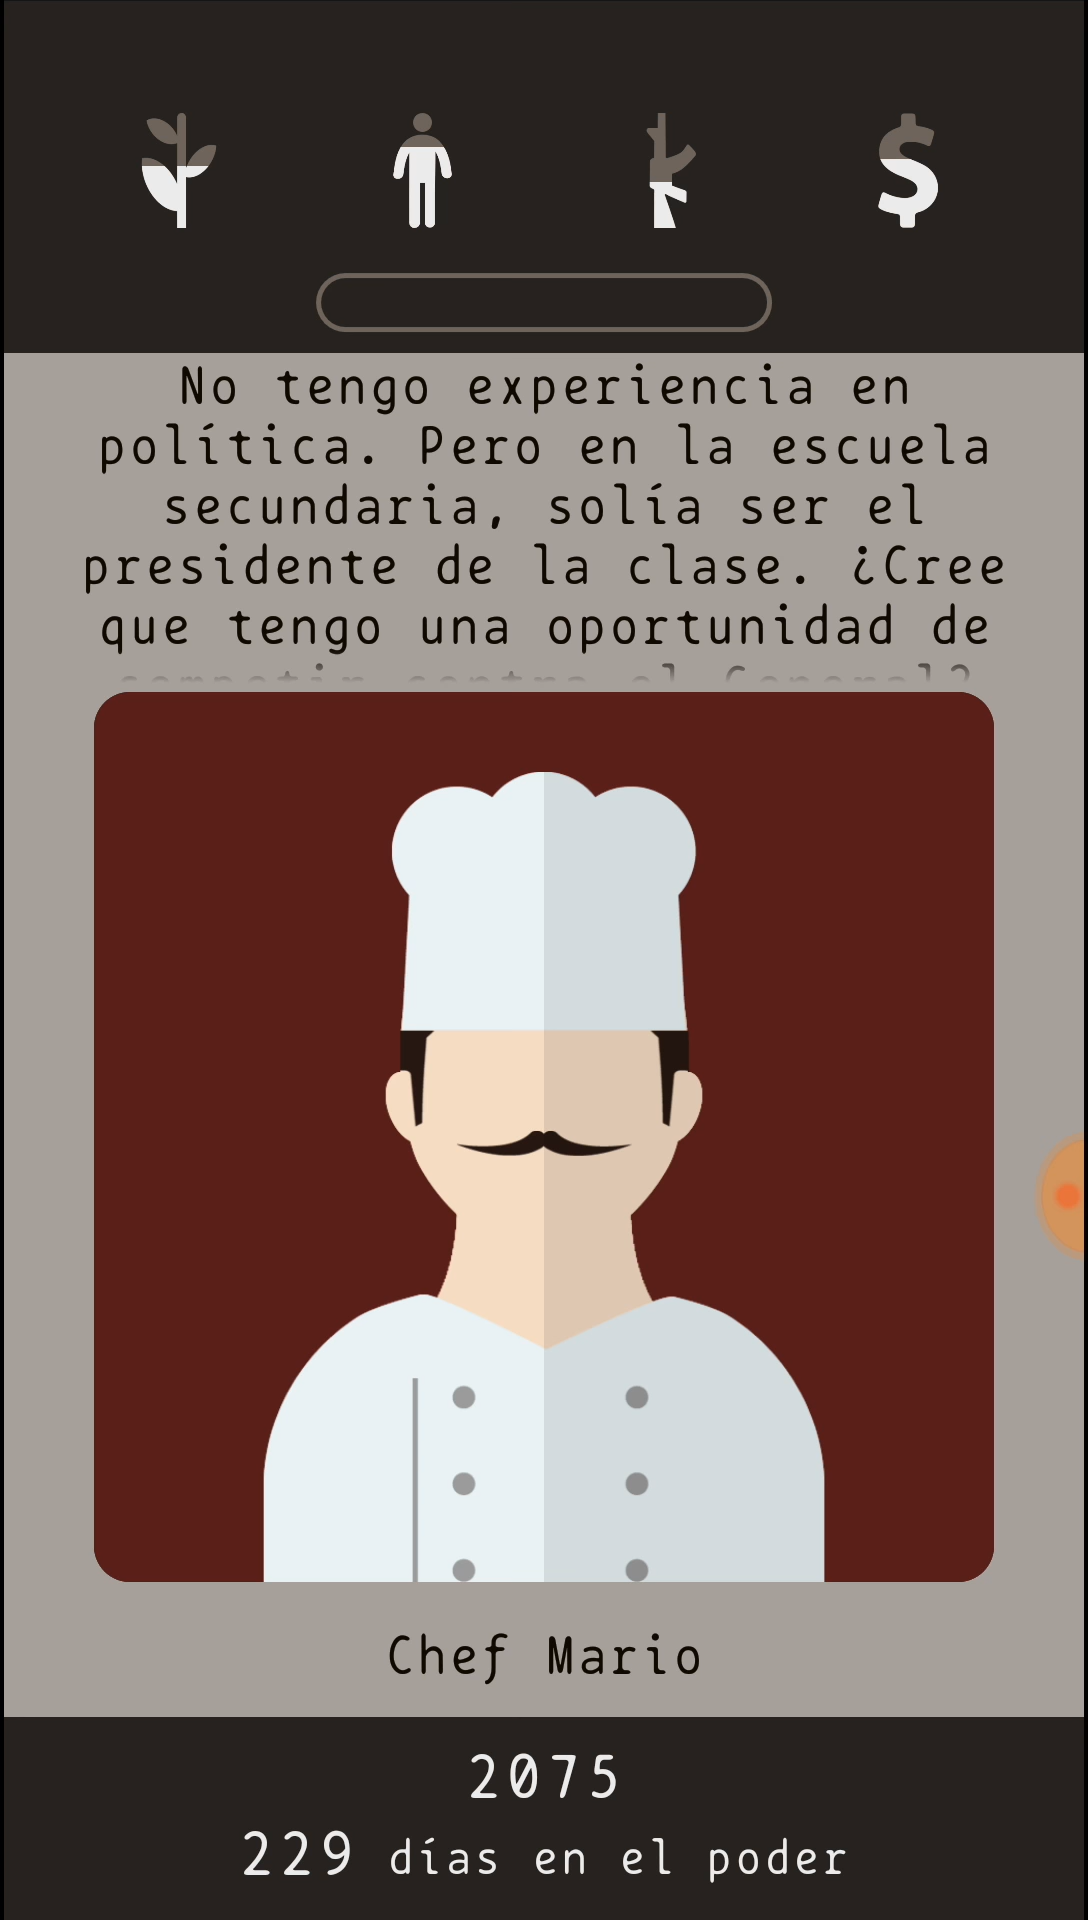 No tengo experiencia en
política. Pero en la escuela
secundaria, solía ser el
presidente de la clase. ¿Cree
que tengo una oportunidad de
Chef Mario
2075
229 días en el poder